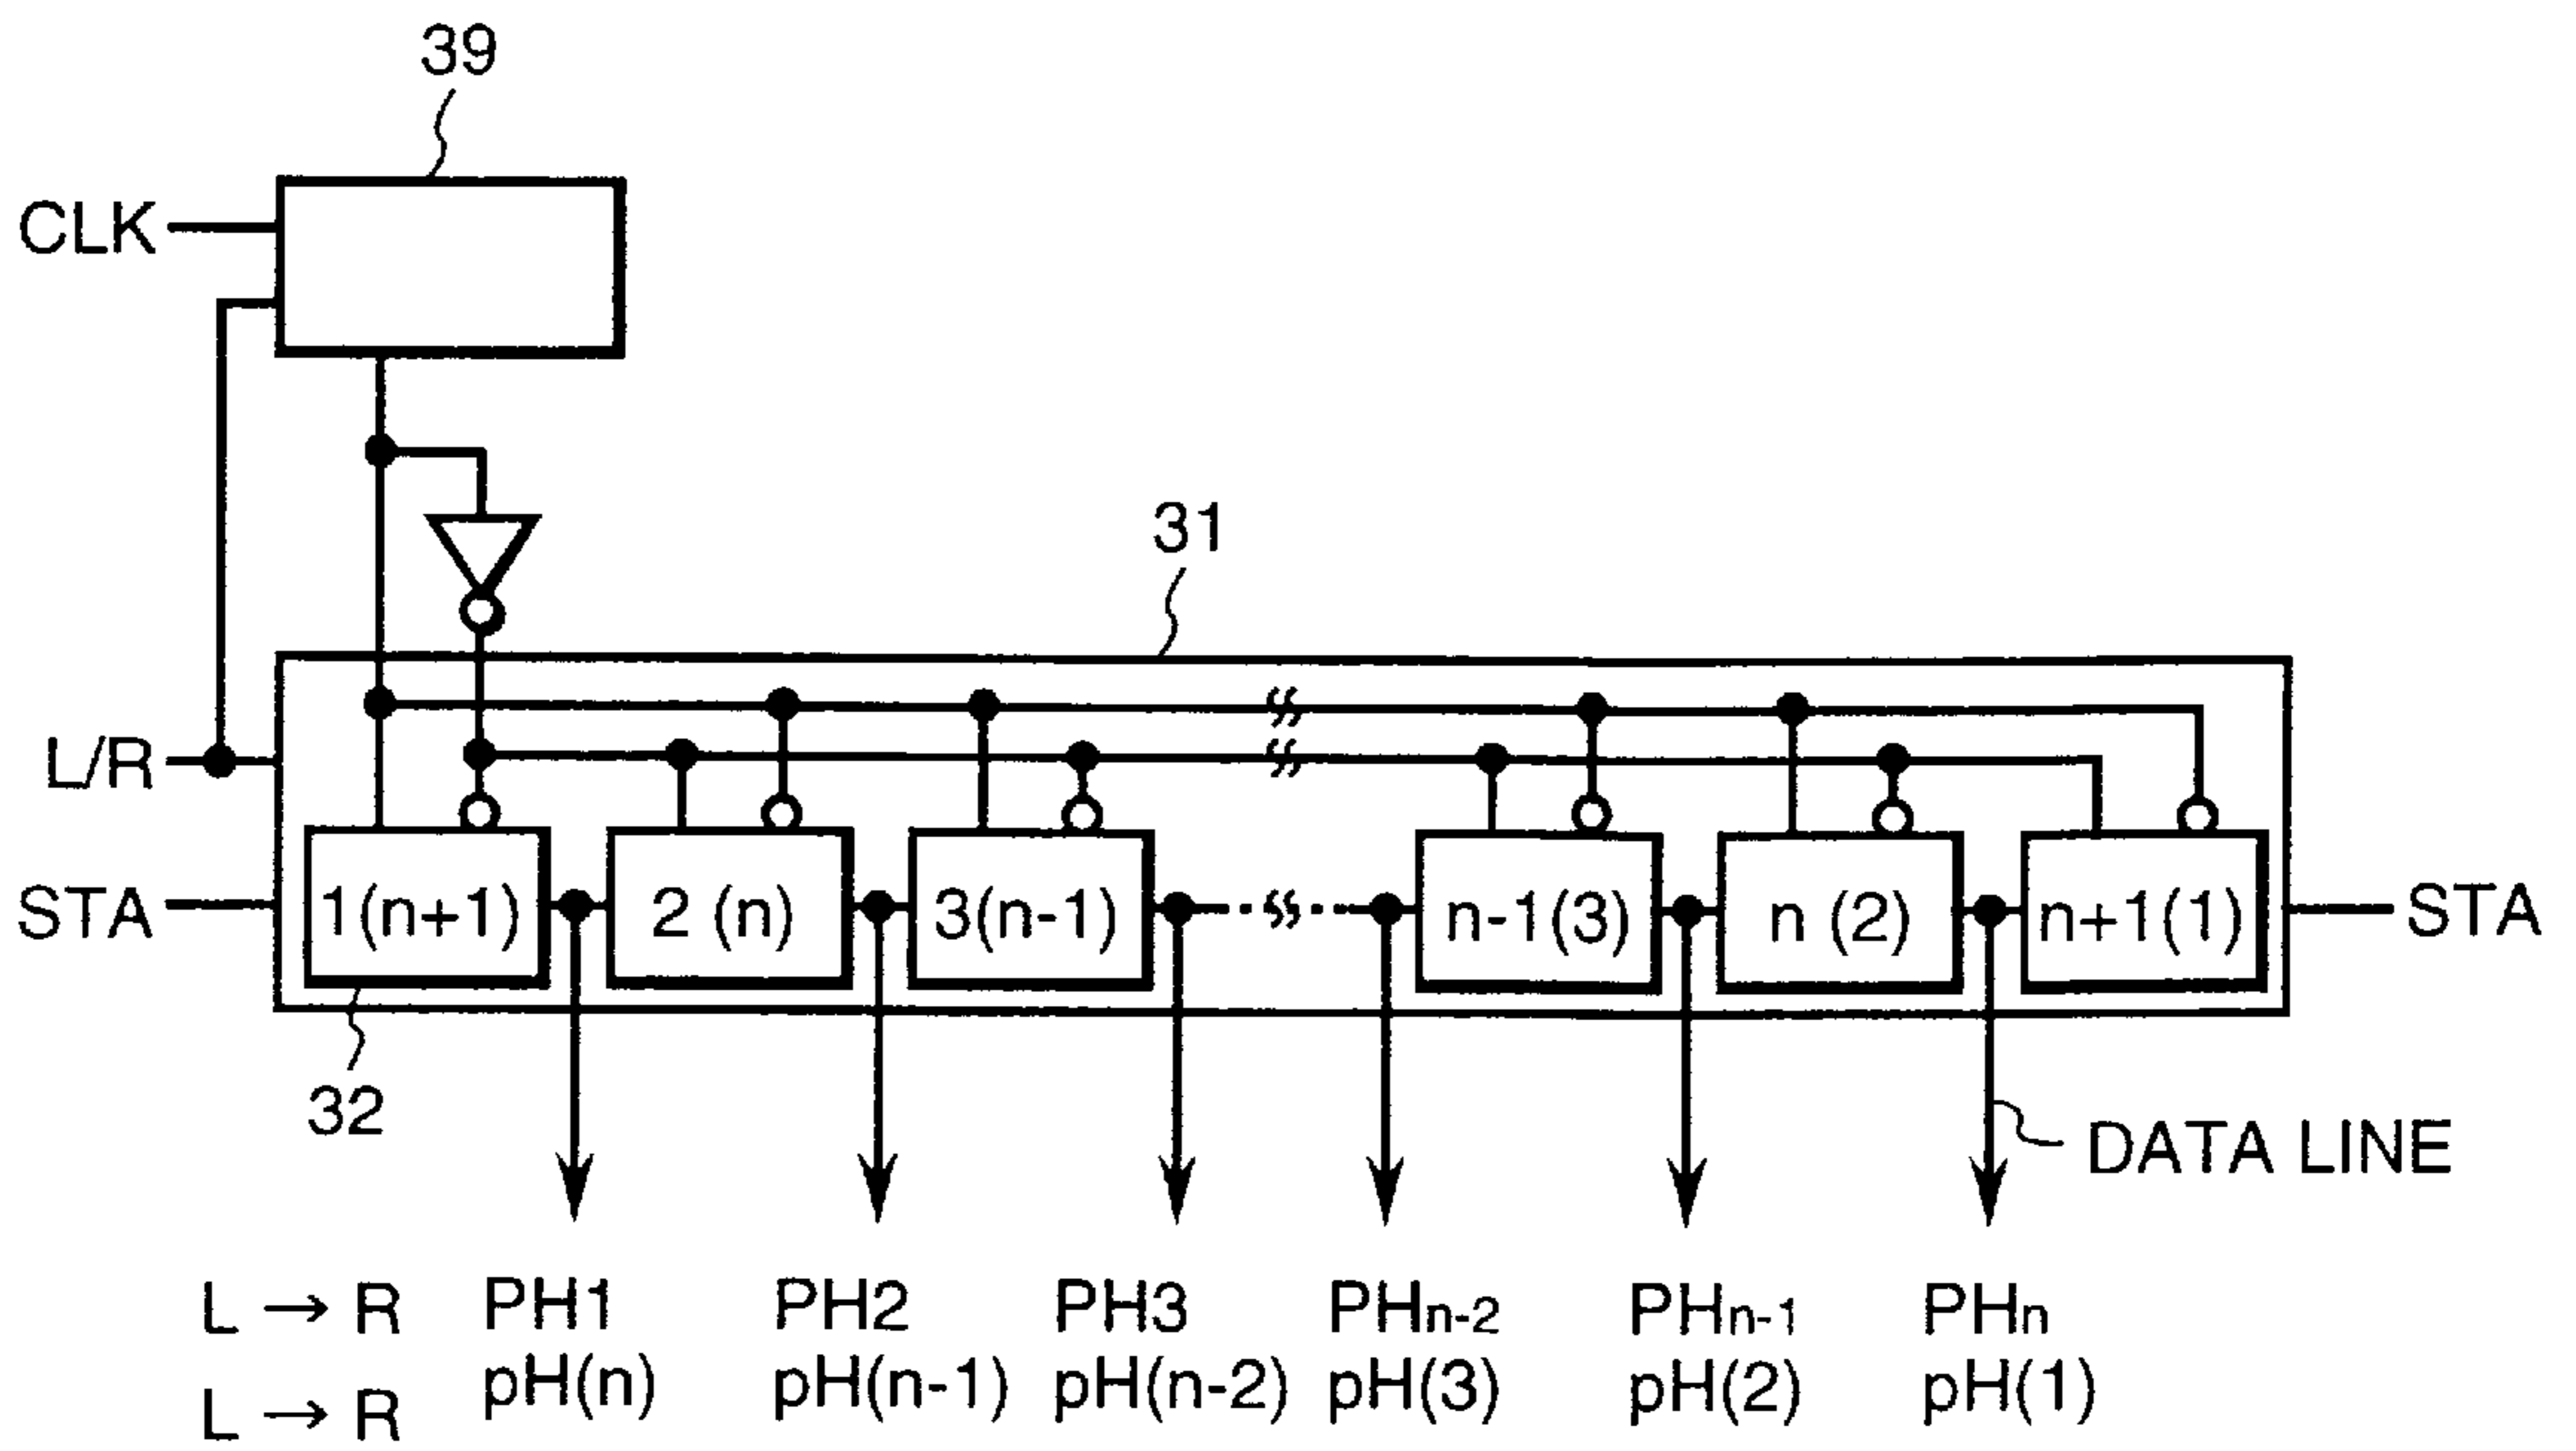 39
CLK
31
L/R
STA
1(n+1)
2 (n)
3(n-1)
n-1(3)
n (2)
n+1(1)
STA
32
DATA LINE
L → R PH1 PH2 PH3 PHn-2 PHn-1 PHn
L → R pH(n) pH(n-1) pH(n-2) pH(3) pH(2) pH(1)